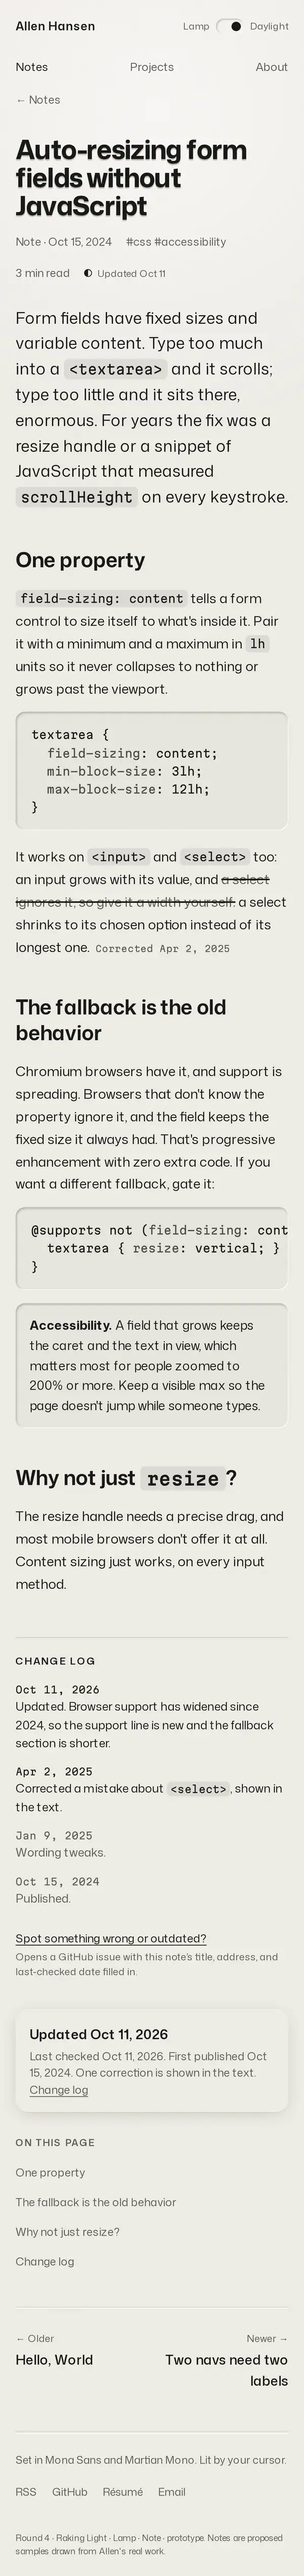 Allen Hansen
Lamp Daylight
Notes Projects About
← Notes
Auto-resizing form
fields without
JavaScript
Note · Oct 15, 2024 #css #accessibility
3 min read Updated Oct 11
Form fields have fixed sizes and
variable content. Type too much
into a <textarea> and it scrolls;
type too little and it sits there,
enormous. For years the fix was a
resize handle or a snippet of
JavaScript that measured
scrollHeight on every keystroke.
One property
field-sizing: content tells a form
control to size itself to what's inside it. Pair
it with a minimum and a maximum in lh
units so it never collapses to nothing or
grows past the viewport.
textarea {
  field-sizing: content;
  min-block-size: 3lh;
  max-block-size: 12lh;
}
It works on <input> and <select> too:
an input grows with its value, and a select
ignores it, so give it a width yourself. a select
shrinks to its chosen option instead of its
longest one. Corrected Apr 2, 2025
The fallback is the old
behavior
Chromium browsers have it, and support is
spreading. Browsers that don't know the
property ignore it, and the field keeps the
fixed size it always had. That's progressive
enhancement with zero extra code. If you
want a different fallback, gate it:
@supports not (field-sizing: cont
  textarea { resize: vertical; }
}
Accessibility. A field that grows keeps
the caret and the text in view, which
matters most for people zoomed to
200% or more. Keep a visible max so the
page doesn't jump while someone types.
Why not just resize?
The resize handle needs a precise drag, and
most mobile browsers don't offer it at all.
Content sizing just works, on every input
method.
CHANGE LOG
Oct 11, 2026
Updated. Browser support has widened since
2024, so the support line is new and the fallback
section is shorter.
Apr 2, 2025
Corrected a mistake about <select>, shown in
the text.
Jan 9, 2025
Wording tweaks.
Oct 15, 2024
Published.
Spot something wrong or outdated?
Opens a GitHub issue with this note's title, address, and
last-checked date filled in.
Updated Oct 11, 2026
Last checked Oct 11, 2026. First published Oct
15, 2024. One correction is shown in the text.
Change log
ON THIS PAGE
One property
The fallback is the old behavior
Why not just resize?
Change log
← Older Newer →
Hello, World Two navs need two
labels
Set in Mona Sans and Martian Mono. Lit by your cursor.
RSS GitHub Résumé Email
Round 4 · Raking Light · Lamp · Note · prototype. Notes are proposed
samples drawn from Allen's real work.